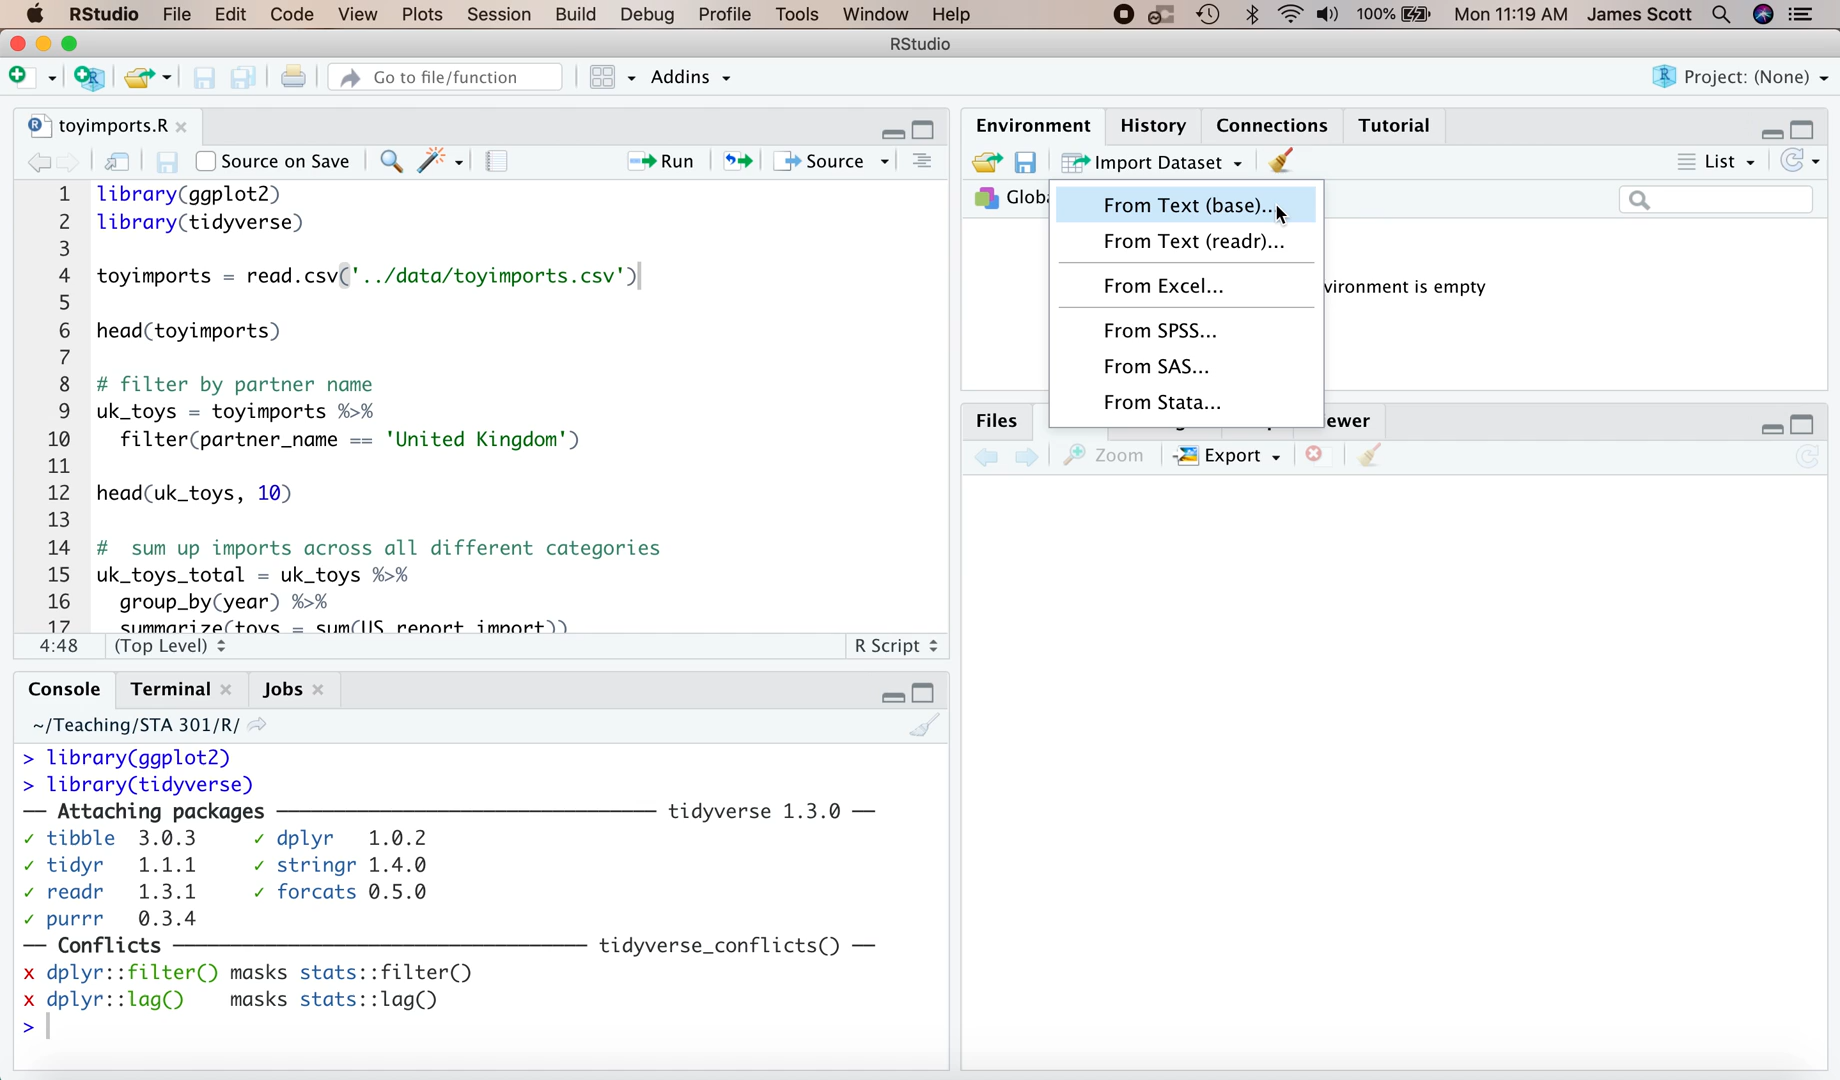 RStudio File Edit Code View Plots Session Build Debug Profile Tools Window Help 100% Mon 11:19 AM James Scott
RStudio
Go to file/function Addins Project: (None)
toyimports.R
Source on Save Run Source
1 library(ggplot2)
2 library(tidyverse)
3
4 toyimports = read.csv('../data/toyimports.csv')
5
6 head(toyimports)
7
8 # filter by partner name
9 uk_toys = toyimports %>%
10 filter(partner_name == 'United Kingdom')
11
12 head(uk_toys, 10)
13
14 # sum up imports across all different categories
15 uk_toys_total = uk_toys %>%
16 group_by(year) %>%
17 summarize(toys = sum(US_report_import))
4:48 (Top Level) R Script
Console Terminal Jobs
~/Teaching/STA 301/R/
> library(ggplot2)
> library(tidyverse)
── Attaching packages ──────────────── tidyverse 1.3.0 ──
✓ tibble 3.0.3 ✓ dplyr 1.0.2
✓ tidyr 1.1.1 ✓ stringr 1.4.0
✓ readr 1.3.1 ✓ forcats 0.5.0
✓ purrr 0.3.4
── Conflicts ──────────────── tidyverse_conflicts() ──
x dplyr::filter() masks stats::filter()
x dplyr::lag() masks stats::lag()
>
Environment History Connections Tutorial
Import Dataset List
Globa
From Text (base)...
From Text (readr)...
From Excel...
From SPSS...
From SAS...
From Stata...
vironment is empty
Files ewer
Zoom Export